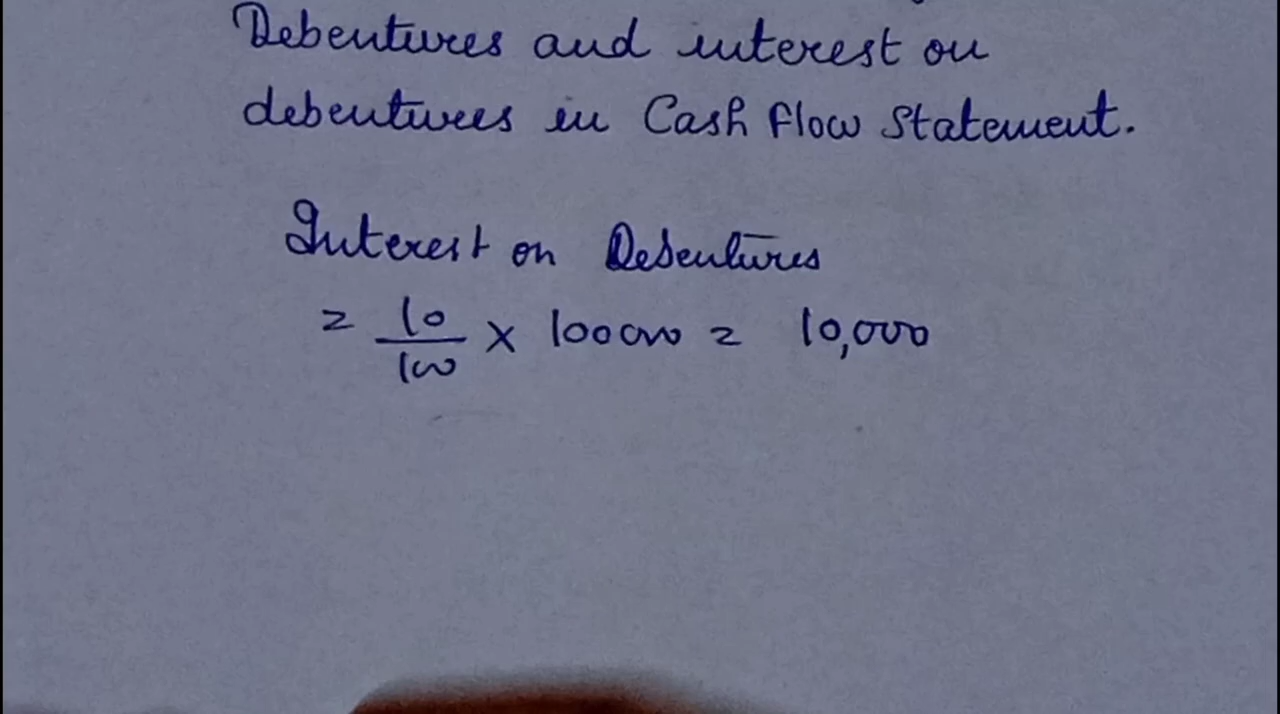 Debentures and interest on
debentures in Cash flow statement.
Interest on Debentures
= 10/100 × 100000 = 10,000